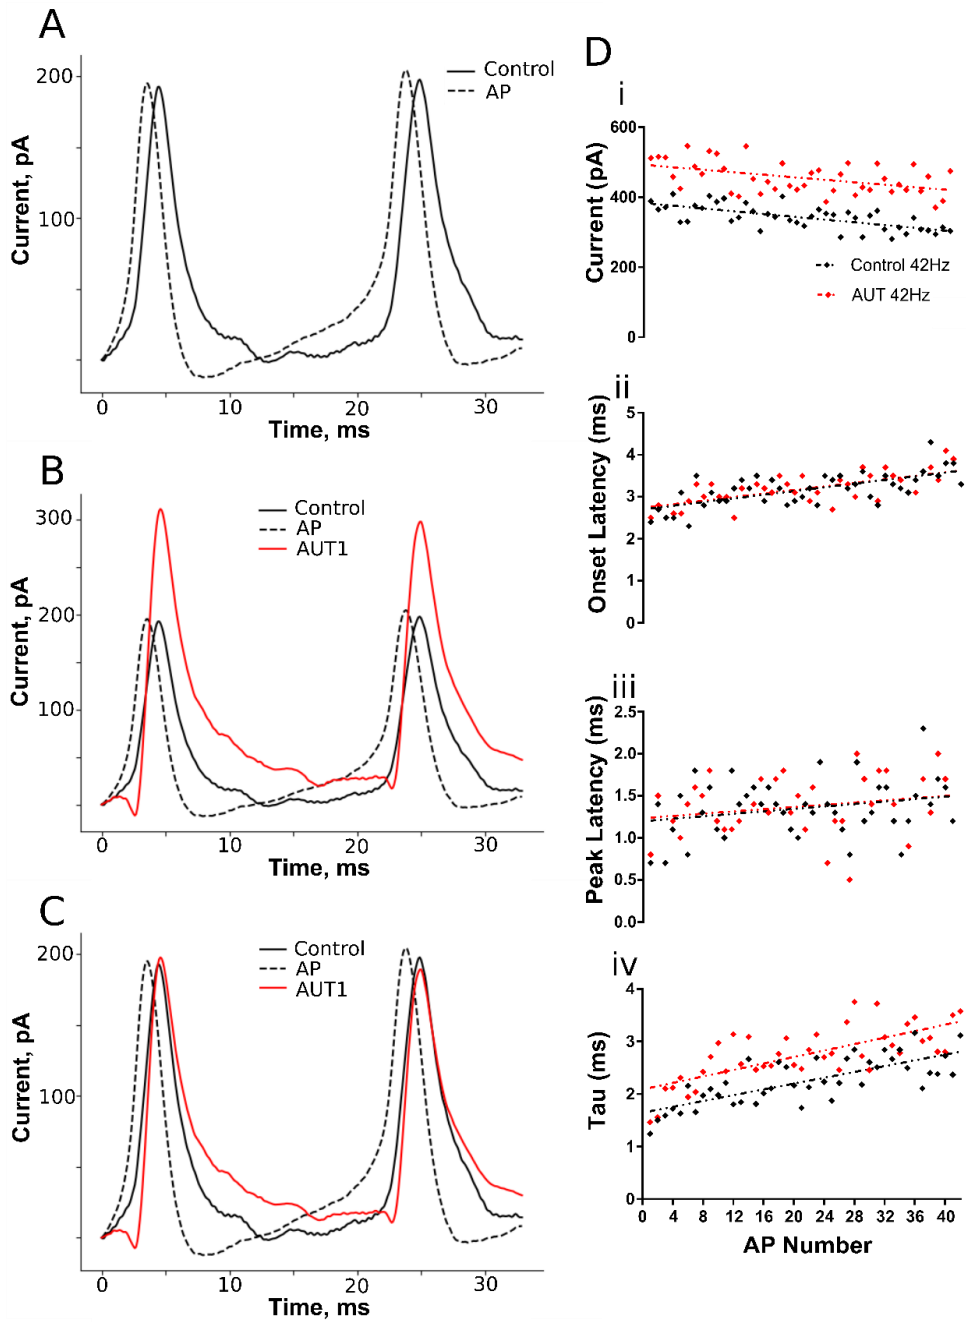 A
Control
AP
200
100
Current, pA
0 10 20 30
Time, ms
B
Control
AP
AUT1
300
200
100
Current, pA
0 10 20 30
Time, ms
C
Control
AP
AUT1
200
100
Current, pA
0 10 20 30
Time, ms
D
i
600
400
200
0
Current (pA)
Control 42Hz
AUT 42Hz
ii
5
4
3
2
1
0
Onset Latency (ms)
iii
2.5
2.0
1.5
1.0
0.5
0.0
Peak Latency (ms)
iv
4
3
2
1
0
Tau (ms)
0 4 8 12 16 20 24 28 32 36 40
AP Number